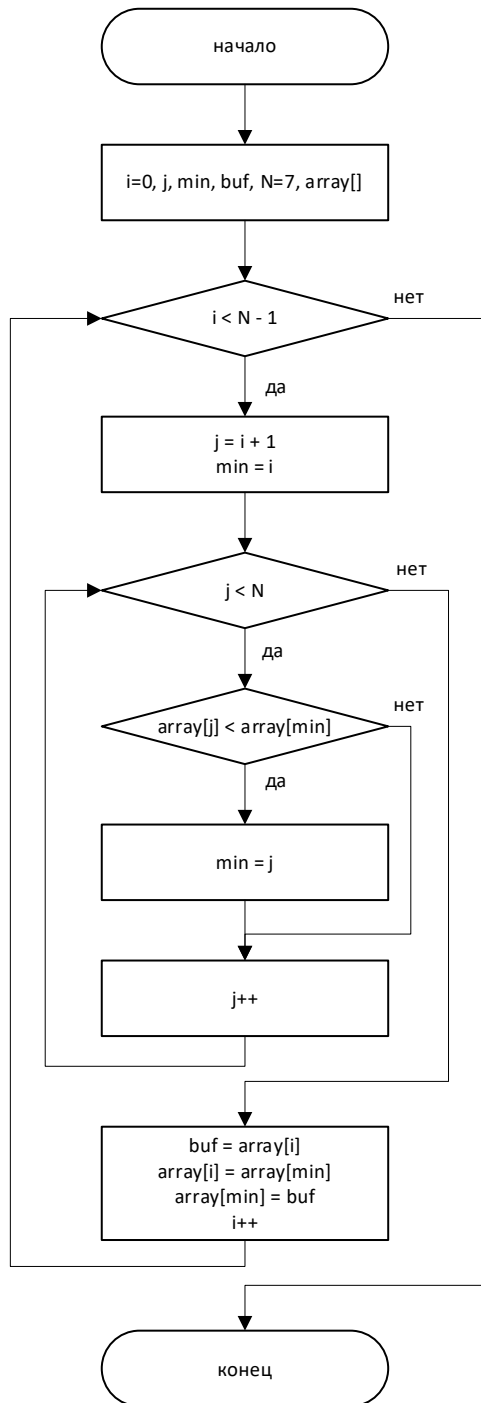 начало
i=0, j, min, buf, N=7, array[]
i < N - 1
нет
да
j = i + 1
min = i
j < N
нет
да
array[j] < array[min]
нет
да
min = j
j++
buf = array[i]
array[i] = array[min]
array[min] = buf
i++
конец